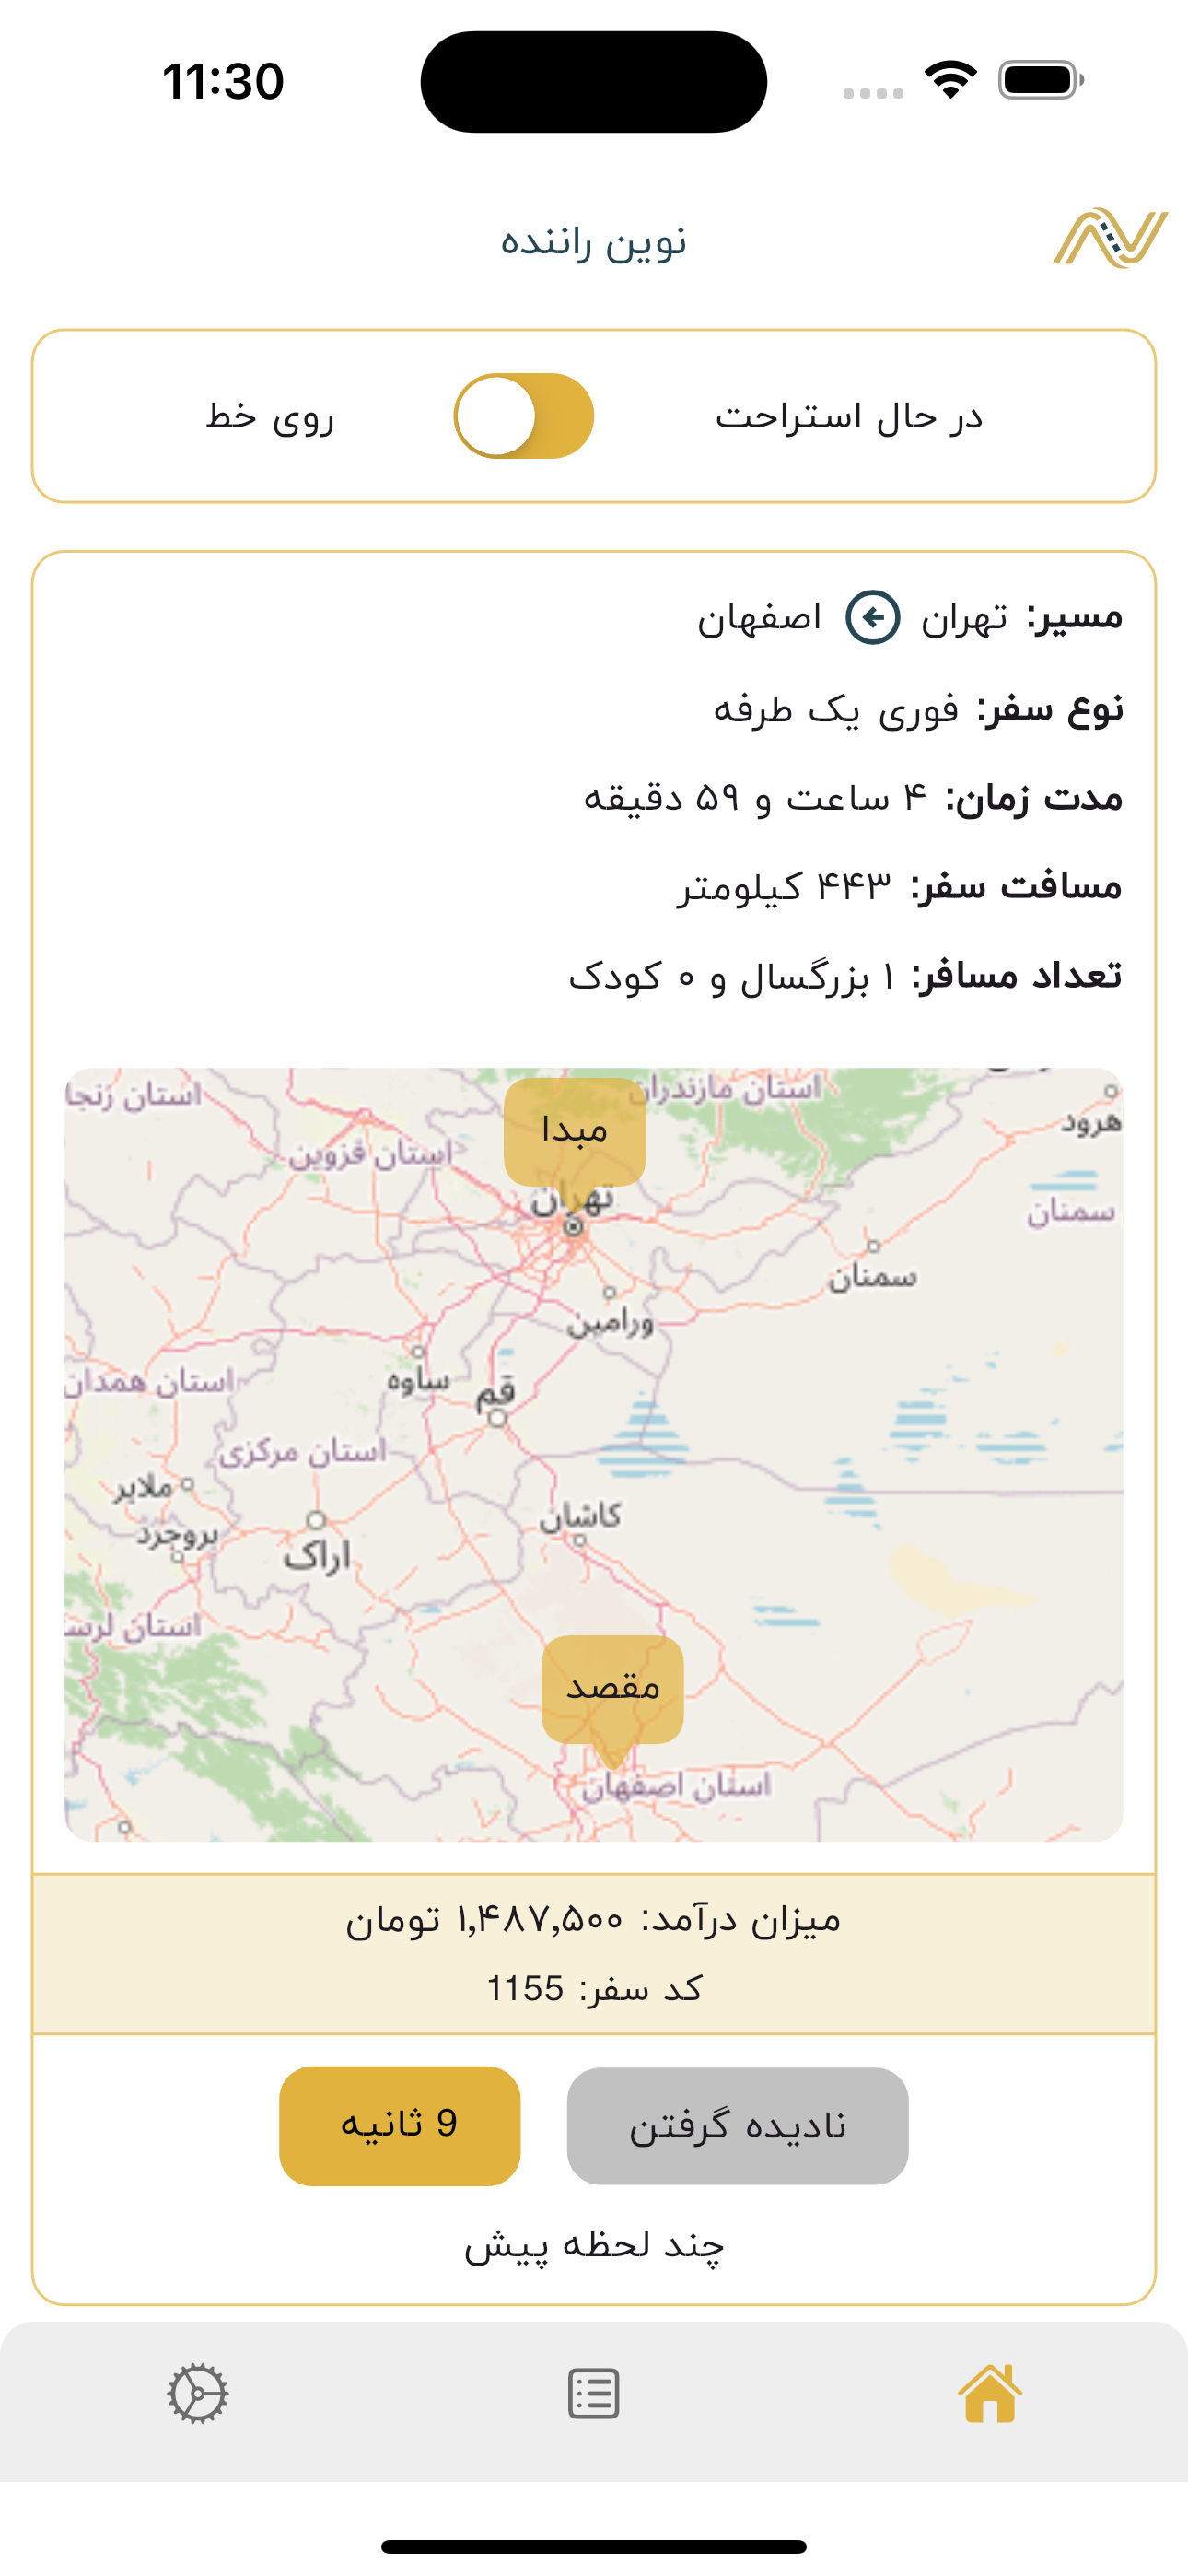 11:30
نوین راننده
در حال استراحت
روی خط
مسیر: تهران اصفهان
نوع سفر: فوری یک طرفه
مدت زمان: ۴ ساعت و ۵۹ دقیقه
مسافت سفر: ۴۴۳ کیلومتر
تعداد مسافر: ۱ بزرگسال و ۰ کودک
استان مازندران
استان زنجا
مبدا
هرود
استان قزوین
تهران
سمنان
سمنان
ورامین
ساوه
قم
استان همدان
استان مرکزی
ملایر
کاشان
بروجرد
اراک
استان لرس
مقصد
استان اصفهان
میزان درآمد: ۱,۴۸۷,۵۰۰ تومان
کد سفر: 1155
نادیده گرفتن
9 ثانیه
چند لحظه پیش